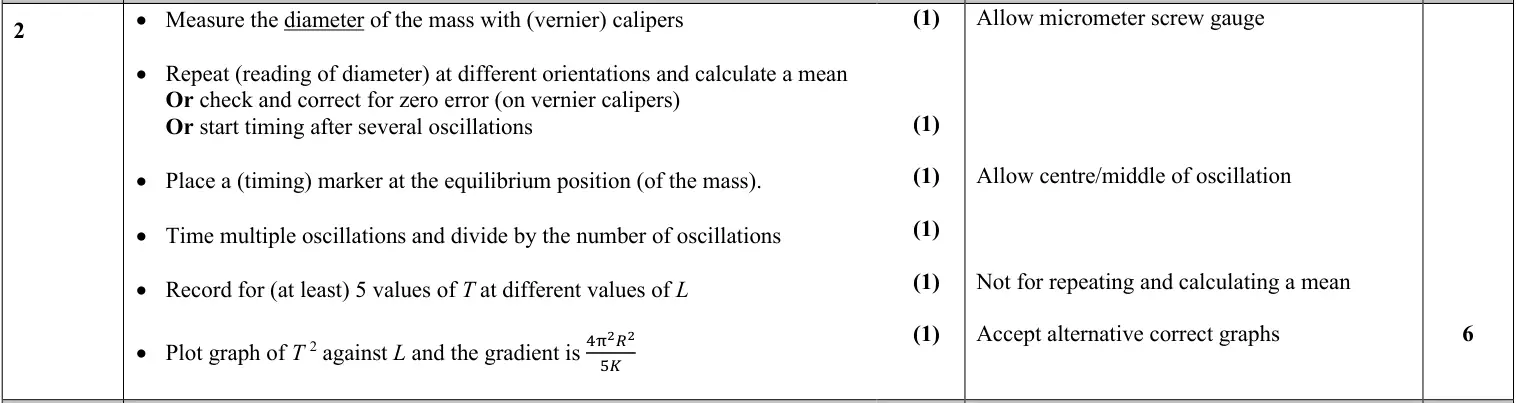 2
• Measure the diameter of the mass with (vernier) calipers (1) Allow micrometer screw gauge
• Repeat (reading of diameter) at different orientations and calculate a mean
Or check and correct for zero error (on vernier calipers)
Or start timing after several oscillations (1)
• Place a (timing) marker at the equilibrium position (of the mass). (1) Allow centre/middle of oscillation
• Time multiple oscillations and divide by the number of oscillations (1)
• Record for (at least) 5 values of T at different values of L (1) Not for repeating and calculating a mean
• Plot graph of T² against L and the gradient is 4π²R²/5K (1) Accept alternative correct graphs 6